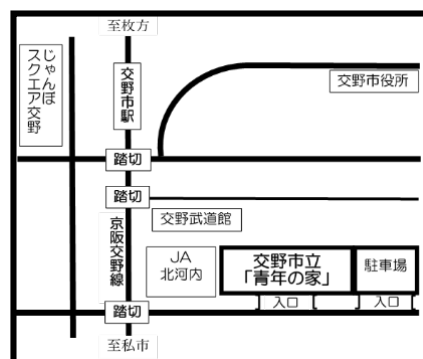 至枚方
じゃんぼ
スクエア交野
交野市駅
交野市役所
踏切
踏切
交野武道館
京阪交野線
JA
北河内
交野市立
「青年の家」
駐車場
入口
入口
踏切
至私市